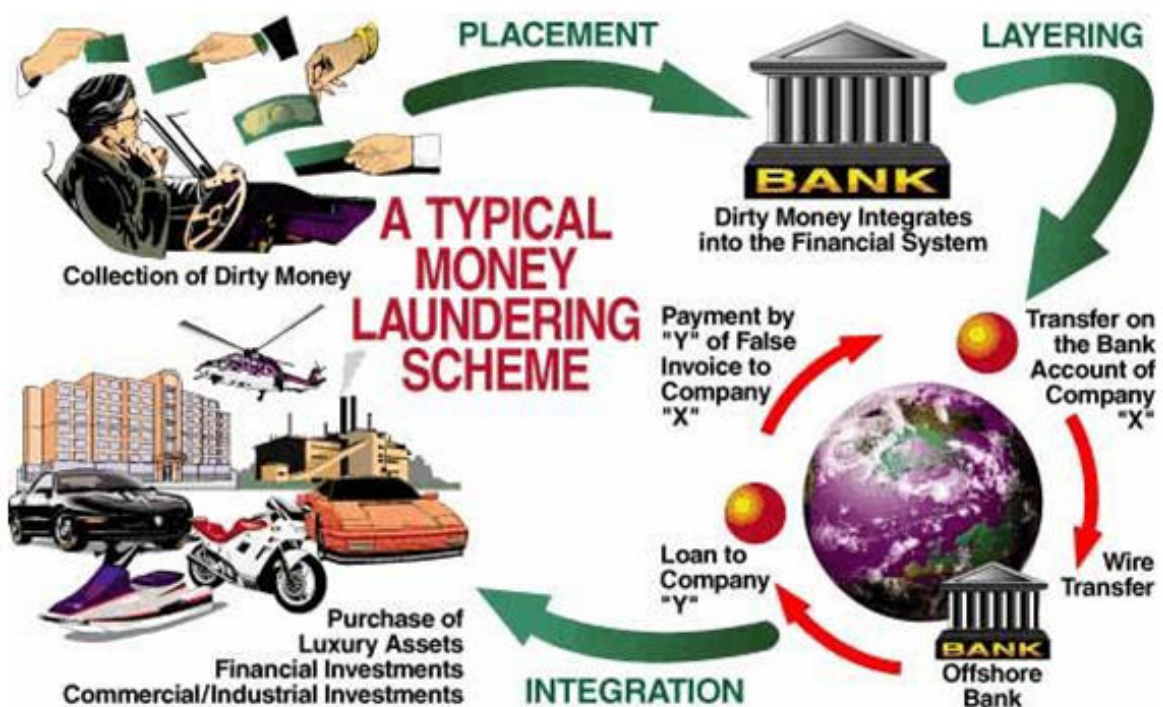 PLACEMENT
LAYERING
BANK
Dirty Money Integrates
into the Financial System
Collection of Dirty Money
A TYPICAL
MONEY
LAUNDERING
SCHEME
Payment by
"Y" of False
Invoice to
Company
"X"
Transfer on
the Bank
Account of
Company
"X"
Loan to
Company
"Y"
Wire
Transfer
BANK
Offshore
Bank
Purchase of
Luxury Assets
Financial Investments
Commercial/Industrial Investments
INTEGRATION